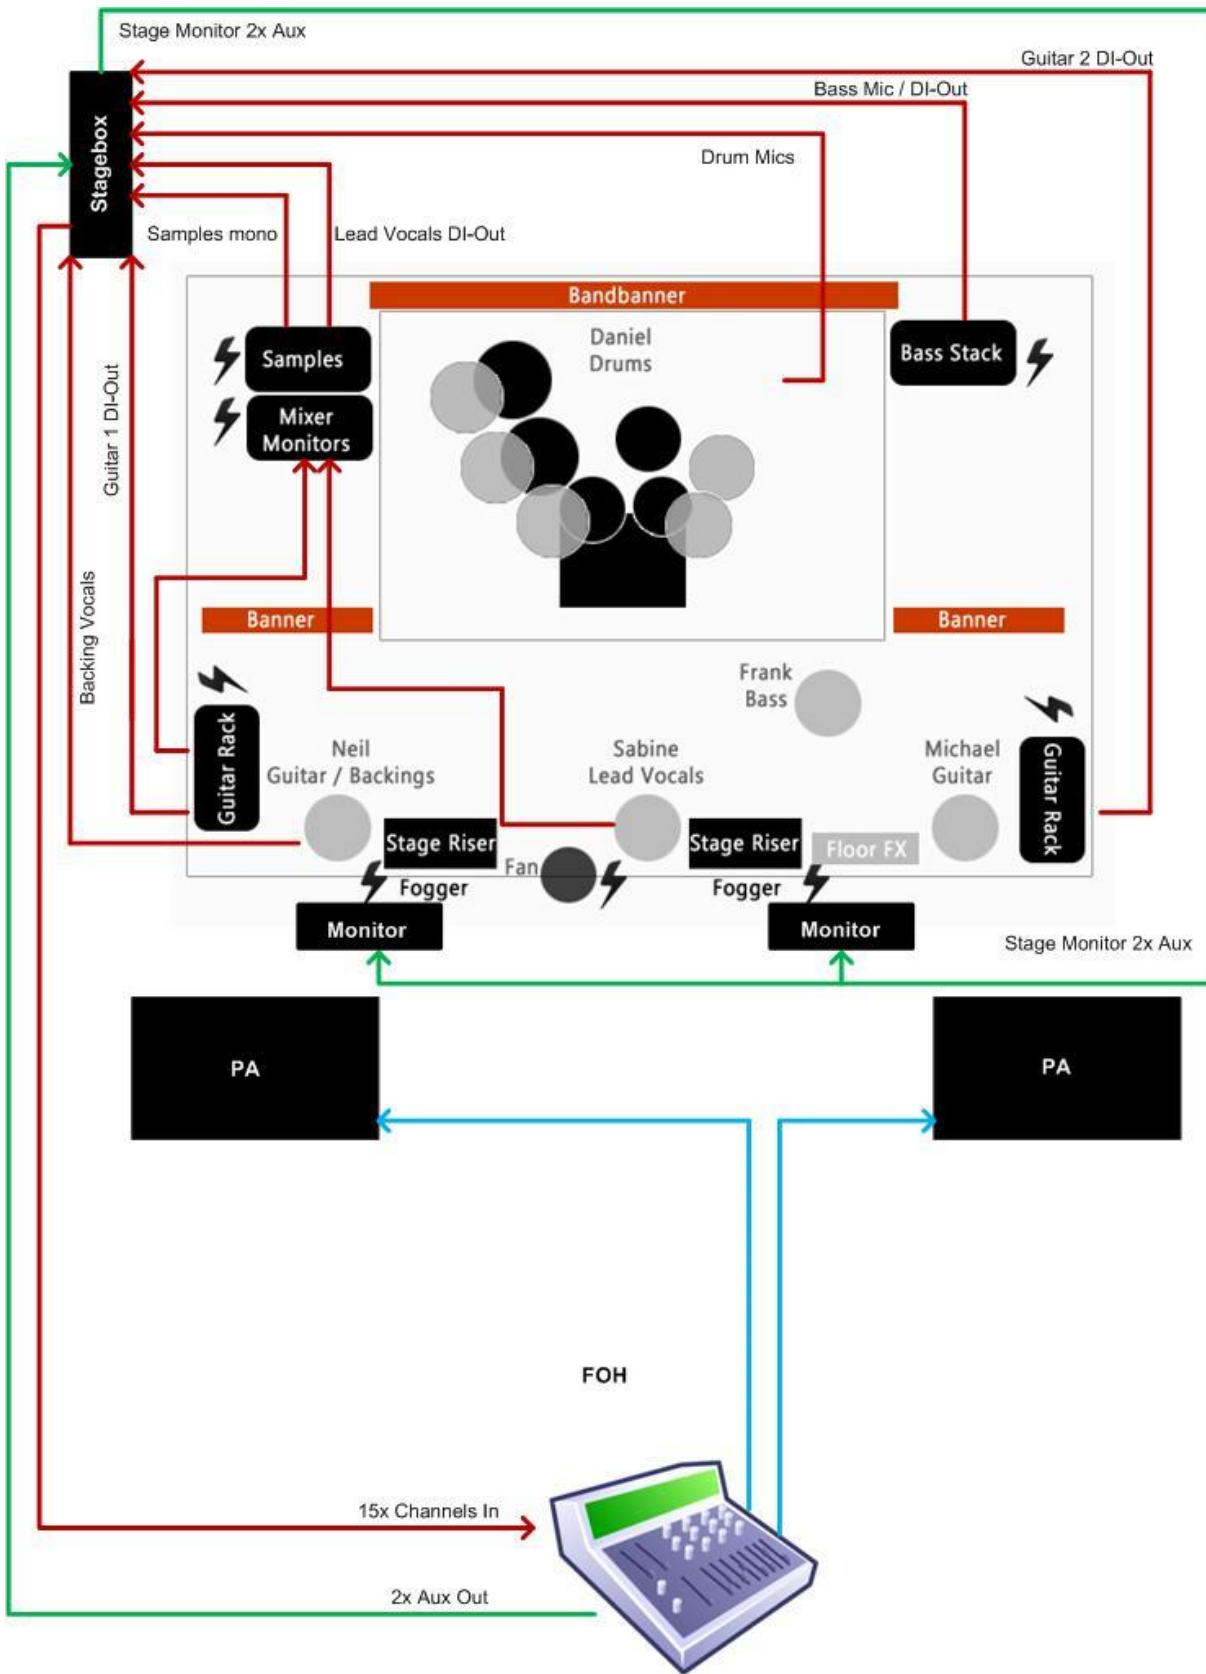 Stage Monitor 2x Aux
Guitar 2 DI-Out
Bass Mic / DI-Out
Drum Mics
Stagebox
Samples mono
Lead Vocals DI-Out
Bandbanner
Daniel
Drums
Samples
Bass Stack
Mixer
Monitors
Guitar 1 DI-Out
Backing Vocals
Banner
Banner
Frank
Bass
Guitar Rack
Neil
Guitar / Backings
Sabine
Lead Vocals
Michael
Guitar
Guitar Rack
Stage Riser
Stage Riser
Floor FX
Fan
Fogger
Fogger
Monitor
Monitor
Stage Monitor 2x Aux
PA
PA
FOH
15x Channels In
2x Aux Out